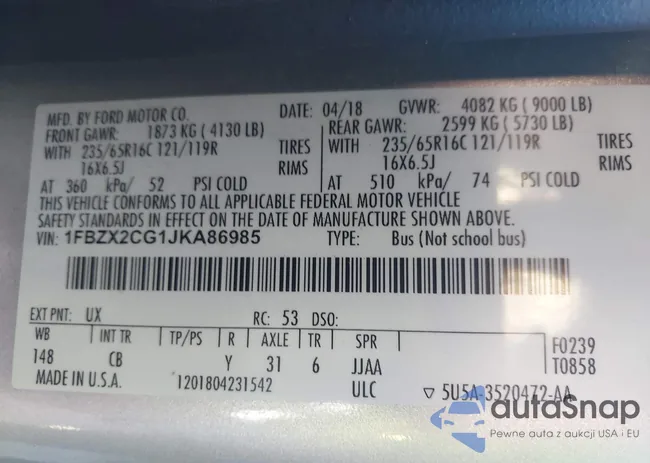 MFD. BY FORD MOTOR CO. DATE: 04/18 GVWR: 4082 KG (9000 LB)
FRONT GAWR: 1873 KG (4130 LB) REAR GAWR: 2599 KG (5730 LB)
WITH 235/65R16C 121/119R TIRES WITH 235/65R16C 121/119R TIRES
16X6.5J RIMS 16X6.5J RIMS
AT 360 kPa/ 52 PSI COLD AT 510 kPa/ 74 PSI COLD
THIS VEHICLE CONFORMS TO ALL APPLICABLE FEDERAL MOTOR VEHICLE
SAFETY STANDARDS IN EFFECT ON THE DATE OF MANUFACTURE SHOWN ABOVE.
VIN: 1FBZX2CG1JKA86985 TYPE: Bus (Not school bus)
EXT PNT: UX RC: 53 DSO:
WB INT TR TP/PS R AXLE TR SPR F0239
148 CB Y 31 6 JJAA T0858
MADE IN U.S.A. 1201804231542 ULC ▽ 5U5A-3520472-AA
autoSnap
Pewne auta z aukcji USA i EU